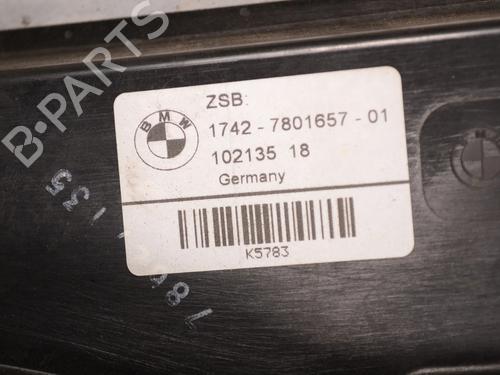 B-PARTS
BMW
ZSB:
1742 - 7801657 - 01
102135 18
Germany
K5783